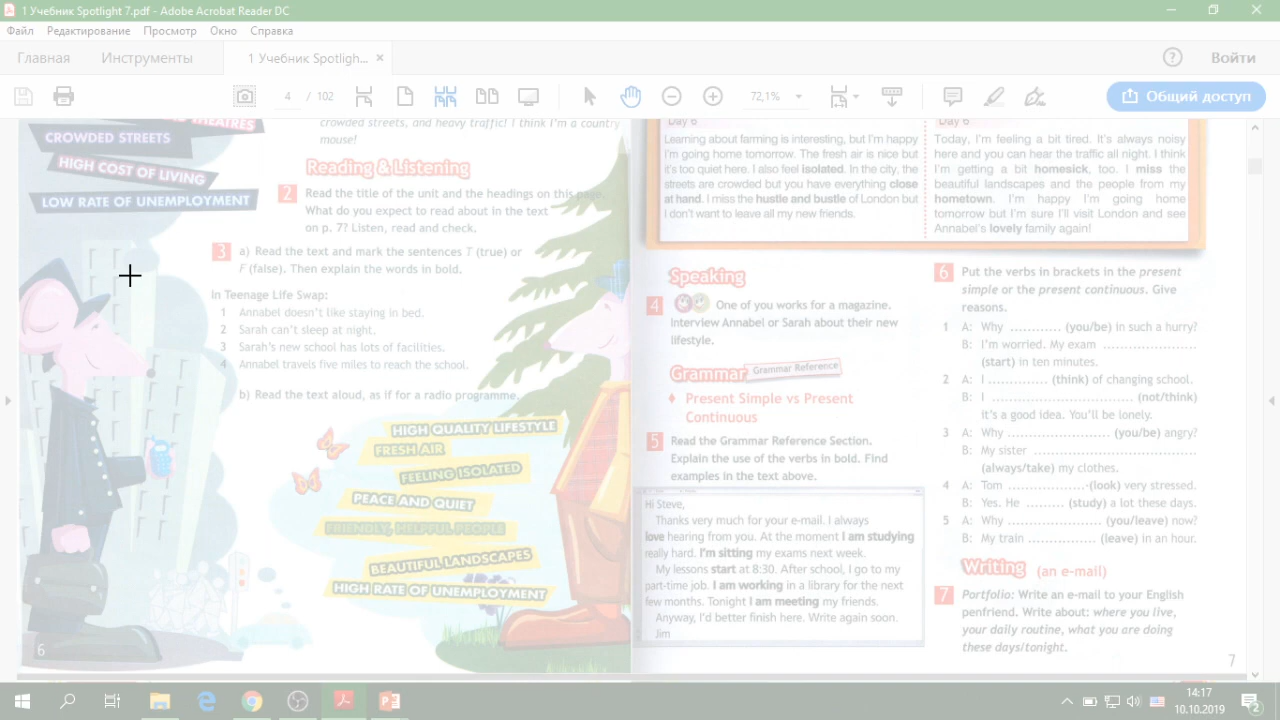 1 Учебник Spotlight 7.pdf - Adobe Acrobat Reader DC
Файл Редактирование Просмотр Окно Справка
Главная Инструменты 1 Учебник Spotligh... × Войти
4 / 102 72,1% Общий доступ
THEATRES
CROWDED STREETS
HIGH COST OF LIVING
LOW RATE OF UNEMPLOYMENT
crowded streets, and heavy traffic! I think I'm a country
mouse!
Reading & Listening
2 Read the title of the unit and the headings on this page.
What do you expect to read about in the text
on p. 7? Listen, read and check.
3 a) Read the text and mark the sentences T (true) or
F (false). Then explain the words in bold.
In Teenage Life Swap:
1 Annabel doesn't like staying in bed.
2 Sarah can't sleep at night.
3 Sarah's new school has lots of facilities.
4 Annabel travels five miles to reach the school.
b) Read the text aloud, as if for a radio programme.
HIGH QUALITY LIFESTYLE
FRESH AIR
FEELING ISOLATED
PEACE AND QUIET
FRIENDLY, HELPFUL PEOPLE
BEAUTIFUL LANDSCAPES
HIGH RATE OF UNEMPLOYMENT
6
Day 6
Learning about farming is interesting, but I'm happy
I'm going home tomorrow. The fresh air is nice but
it's too quiet here. I also feel isolated. In the city, the
streets are crowded but you have everything close
at hand. I miss the hustle and bustle of London but
I don't want to leave all my new friends.
Day 6
Today, I'm feeling a bit tired. It's always noisy
here and you can hear the traffic all night. I think
I'm getting a bit homesick, too. I miss the
beautiful landscapes and the people from my
hometown. I'm happy I'm going home
tomorrow but I'm sure I'll visit London and see
Annabel's lovely family again!
Speaking
4 One of you works for a magazine.
Interview Annabel or Sarah about their new
lifestyle.
Grammar Grammar Reference
♦ Present Simple vs Present
Continuous
5 Read the Grammar Reference Section.
Explain the use of the verbs in bold. Find
examples in the text above.
Hi Steve,
Thanks very much for your e-mail. I always
love hearing from you. At the moment I am studying
really hard. I'm sitting my exams next week.
My lessons start at 8:30. After school, I go to my
part-time job. I am working in a library for the next
few months. Tonight I am meeting my friends.
Anyway, I'd better finish here. Write again soon.
Jim
6 Put the verbs in brackets in the present
simple or the present continuous. Give
reasons.
1 A: Why ........... (you/be) in such a hurry?
B: I'm worried. My exam ....................
(start) in ten minutes.
2 A: I ............. (think) of changing school.
B: I ............................... (not/think)
it's a good idea. You'll be lonely.
3 A: Why ...................... (you/be) angry?
B: My sister ...................................
(always/take) my clothes.
4 A: Tom .................. (look) very stressed.
B: Yes. He ........ (study) a lot these days.
5 A: Why .................... (you/leave) now?
B: My train .............. (leave) in an hour.
Writing (an e-mail)
7 Portfolio: Write an e-mail to your English
penfriend. Write about: where you live,
your daily routine, what you are doing
these days/tonight.
7
14:17
10.10.2019
2